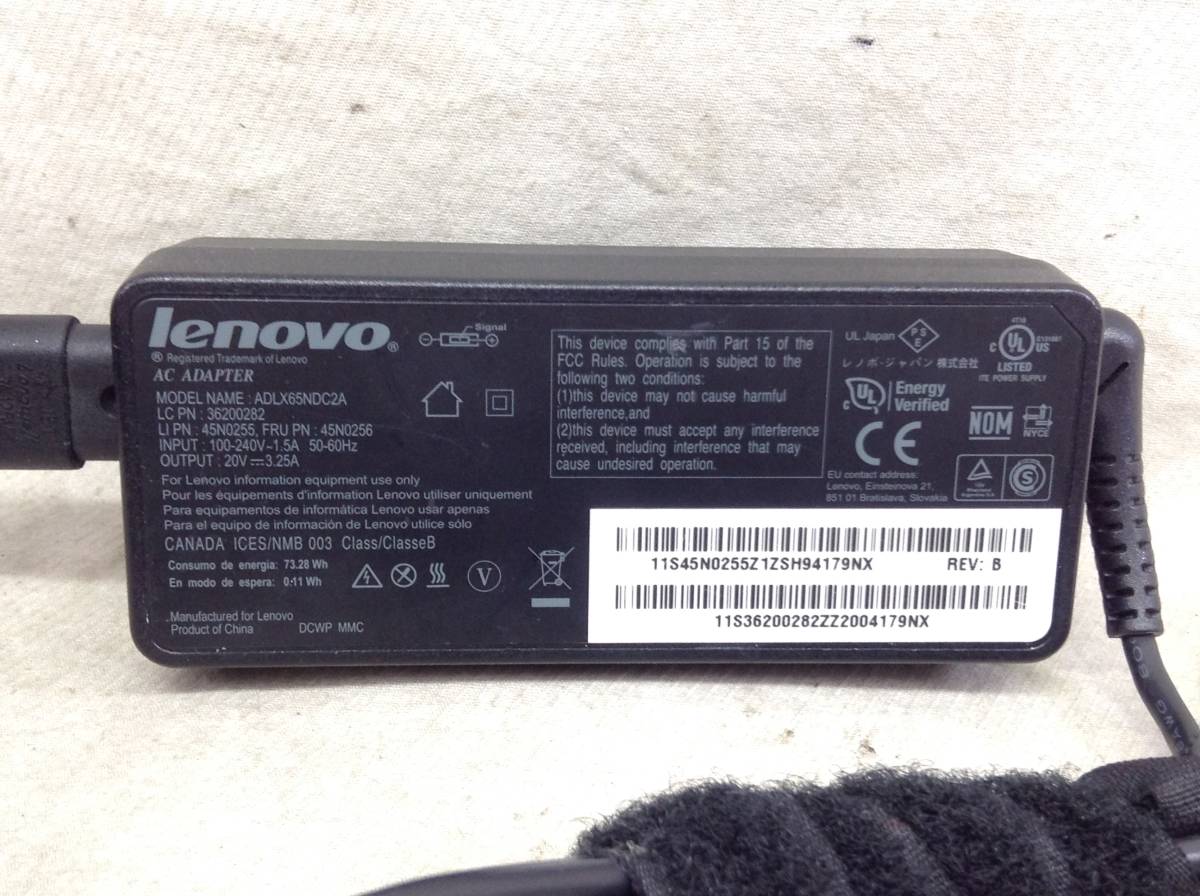 lenovo®
® Registered Trademark of Lenovo
AC ADAPTER
Signal
MODEL NAME : ADLX65NDC2A
LC PN : 36200282
LI PN : 45N0255, FRU PN : 45N0256
INPUT : 100-240V~1.5A 50-60Hz
OUTPUT : 20V⎓3.25A
For Lenovo information equipment use only
Pour les équipements d'information Lenovo utiliser uniquement
Para equipamentos de informática Lenovo usar apenas
Para el equipo de información de Lenovo utilice sólo
CANADA ICES/NMB 003 Class/ClasseB
Consumo de energia: 73.28 Wh
En modo de espera: 0.11 Wh
V
Manufactured for Lenovo
Product of China DCWP MMC
This device complies with Part 15 of the
FCC Rules. Operation is subject to the
following two conditions:
(1)this device may not cause harmful
interference,and
(2)this device must accept any interference
received, including interference that may
cause undesired operation.
UL Japan
PS
E
レノボ・ジャパン株式会社
c UL US
LISTED
ITE POWER SUPPLY
c UL
Energy
Verified
CE
NOM
NYCE
EU contact address:
Lenovo, Einsteinova 21,
851 01 Bratislava, Slovakia
S
11S45N0255Z1ZSH94179NX REV: B
11S36200282ZZ2004179NX
AWG